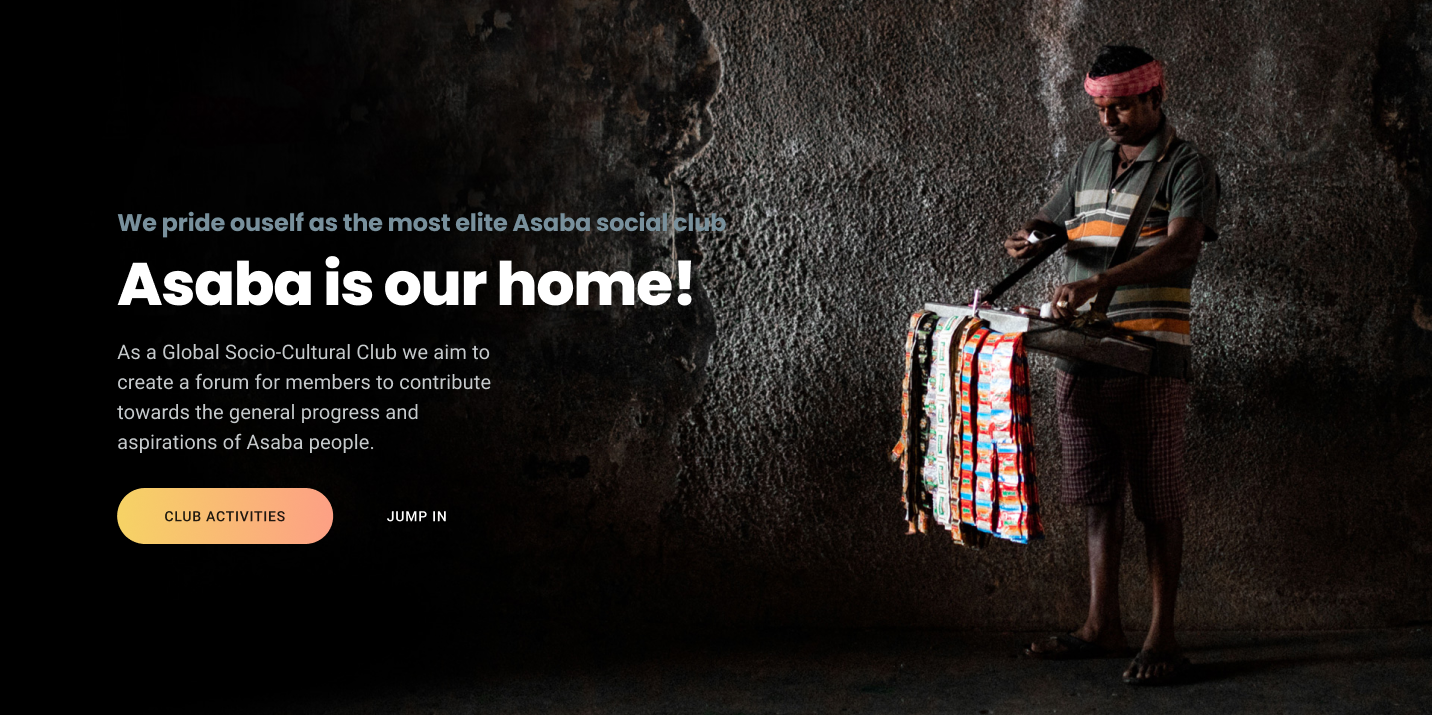 We pride ouself as the most elite Asaba social club
Asaba is our home!
As a Global Socio-Cultural Club we aim to
create a forum for members to contribute
towards the general progress and
aspirations of Asaba people.
CLUB ACTIVITIES
JUMP IN